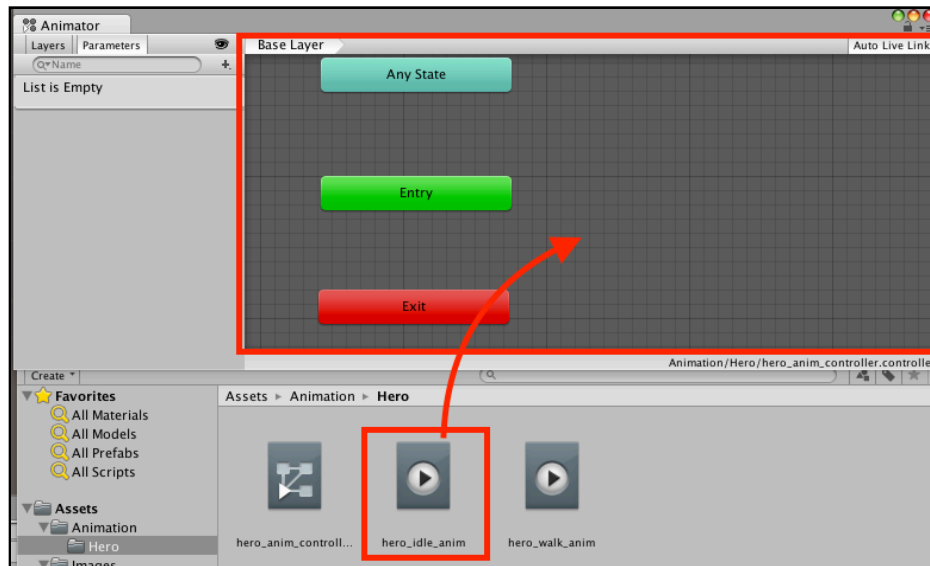 Animator
Layers Parameters
Base Layer
Auto Live Link
Name
List is Empty
Any State
Entry
Exit
Animation/Hero/hero_anim_controller.controlle
Create
Favorites
Assets Animation Hero
All Materials
All Models
All Prefabs
All Scripts
Assets
Animation
Hero
Images
hero_anim_controll...
hero_idle_anim
hero_walk_anim